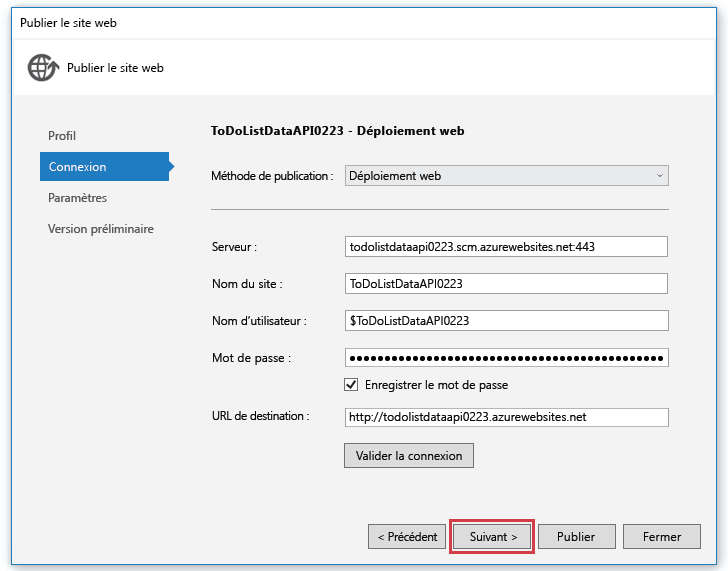 Publier le site web
Publier le site web
Profil
Connexion
Paramètres
Version préliminaire
ToDoListDataAPI0223 - Déploiement web
Méthode de publication : Déploiement web
Serveur : todolistdataapi0223.scm.azurewebsites.net:443
Nom du site : ToDoListDataAPI0223
Nom d'utilisateur : $ToDoListDataAPI0223
Mot de passe : ●●●●●●●●●●●●●●●●●●●●●●●●●●●●●●●●●●●●
Enregistrer le mot de passe
URL de destination : http://todolistdataapi0223.azurewebsites.net
Valider la connexion
< Précédent Suivant > Publier Fermer